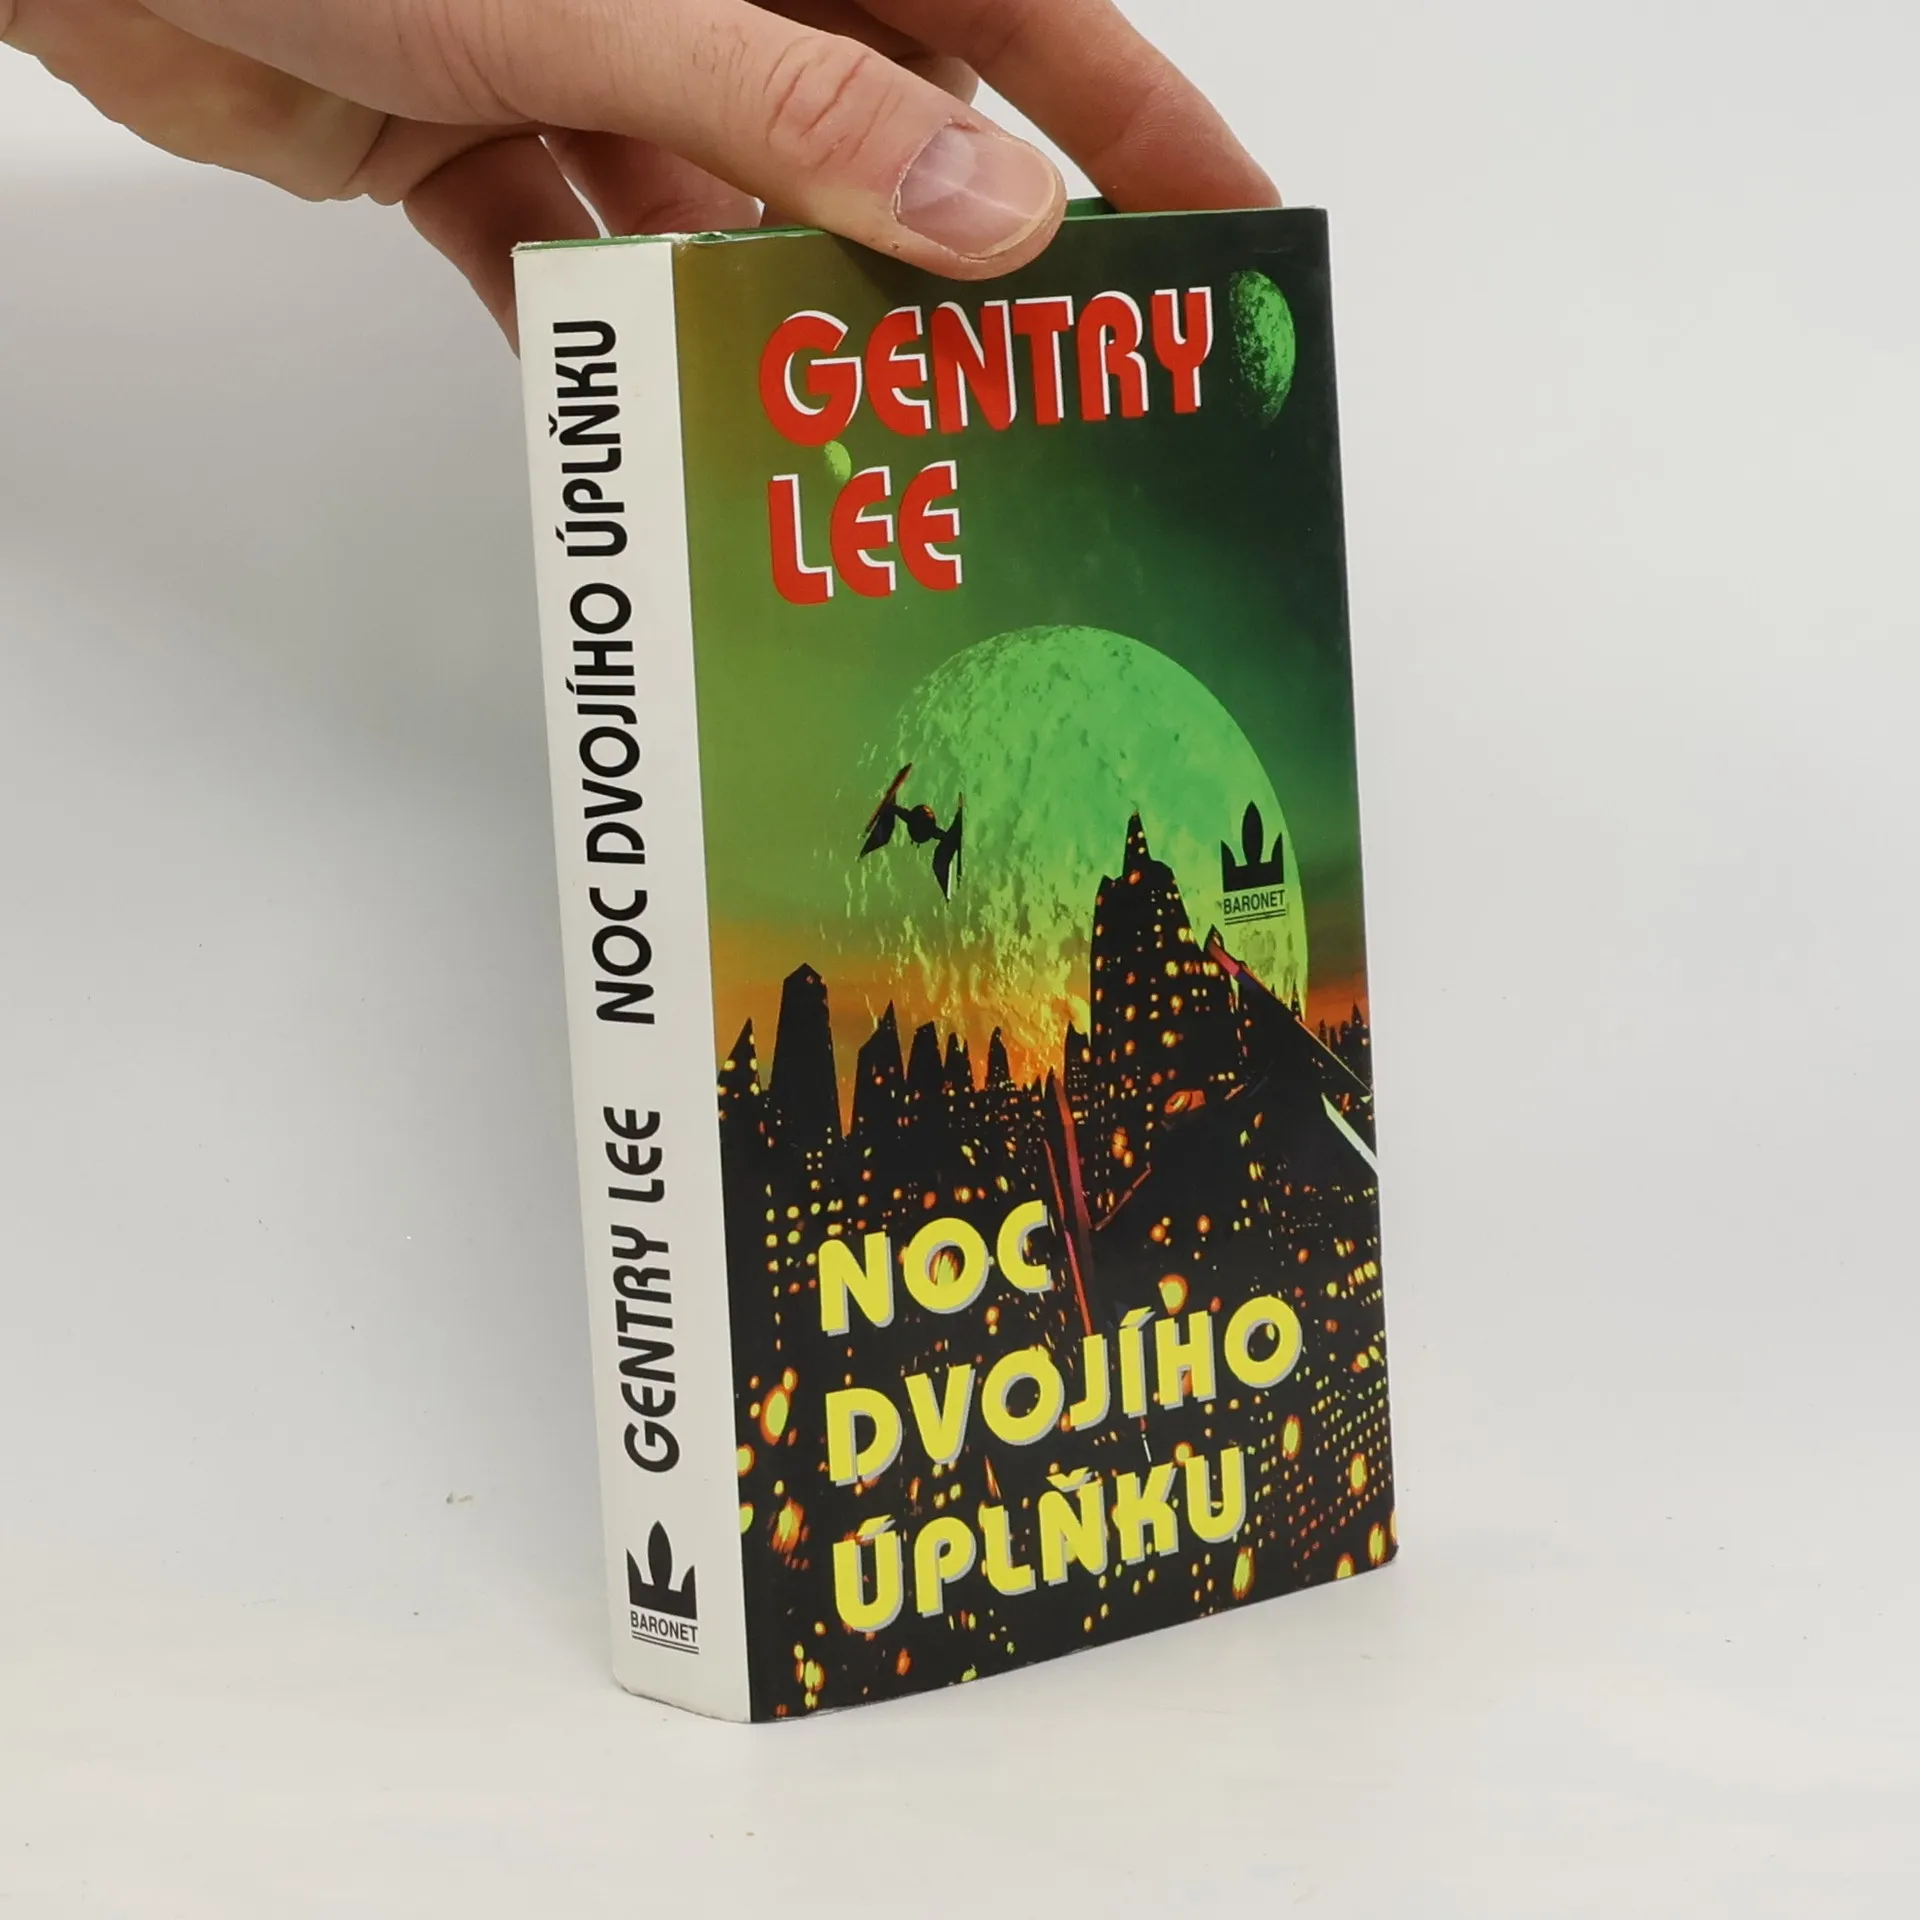 GENTRY LEE NOC DVOJÍHO ÚPLŇKU
BARONET
GENTRY
LEE
BARONET
NOC
DVOJÍHO
ÚPLŇKU